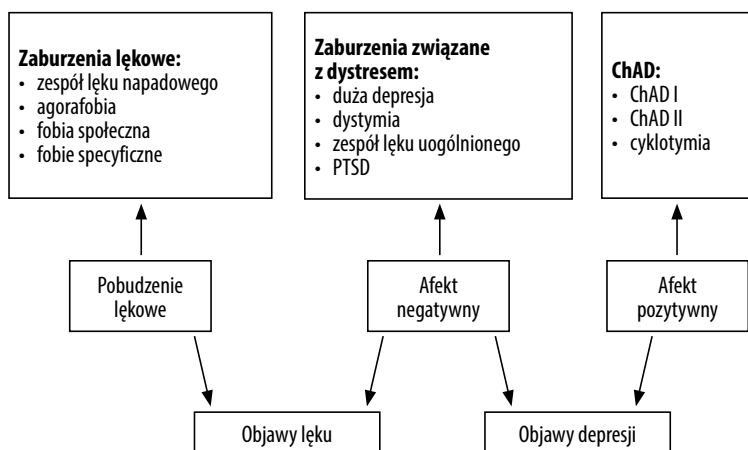 Zaburzenia lękowe:
• zespół lęku napadowego
• agorafobia
• fobia społeczna
• fobie specyficzne
Zaburzenia związane
z dystresem:
• duża depresja
• dystymia
• zespół lęku uogólnionego
• PTSD
ChAD:
• ChAD I
• ChAD II
• cyklotymia
Pobudzenie
lękowe
Afekt
negatywny
Afekt
pozytywny
Objawy lęku
Objawy depresji